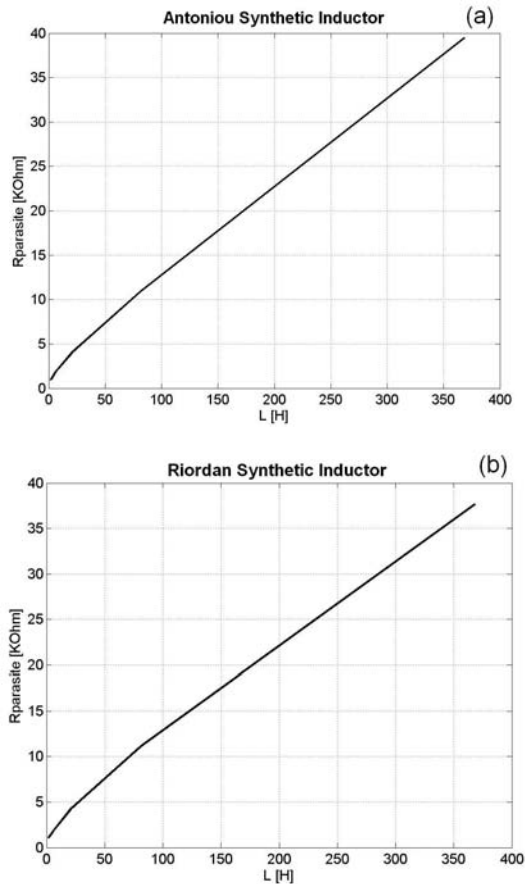 Antoniou Synthetic Inductor
(a)
40
35
30
25
20
15
10
5
0
Rparasite [KOhm]
0 50 100 150 200 250 300 350 400
L [H]
Riordan Synthetic Inductor
(b)
40
35
30
25
20
15
10
5
0
Rparasite [KOhm]
0 50 100 150 200 250 300 350 400
L [H]